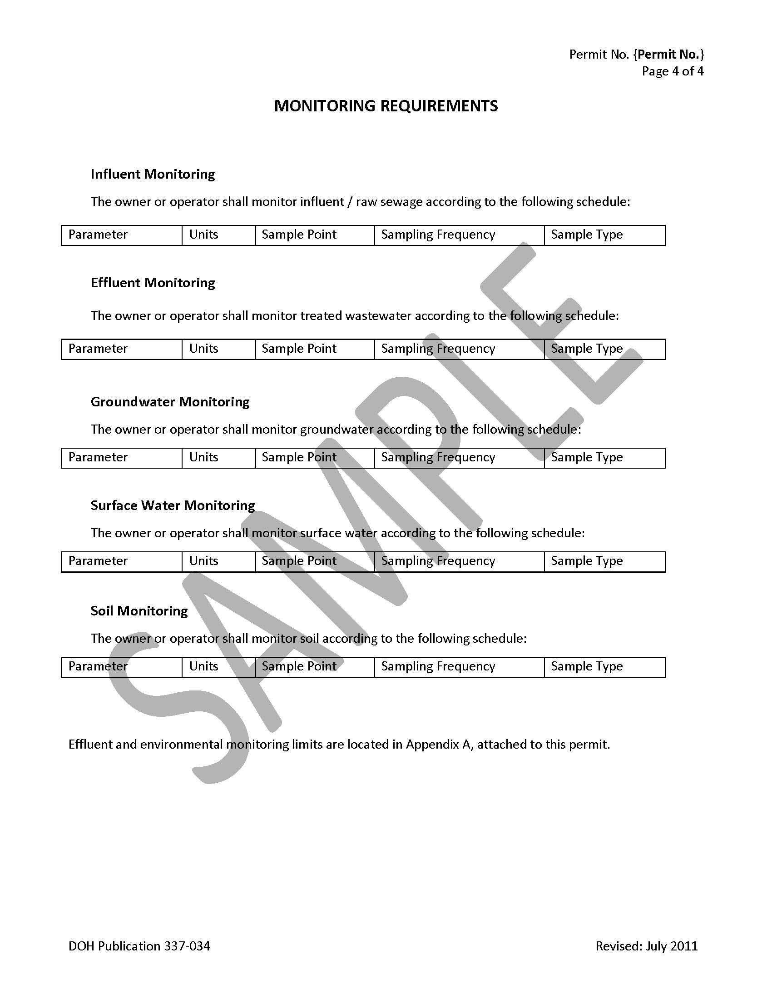 Permit No. {Permit No.}
Page 4 of 4
MONITORING REQUIREMENTS
Influent Monitoring
The owner or operator shall monitor influent / raw sewage according to the following schedule:
Parameter Units Sample Point Sampling Frequency Sample Type
Effluent Monitoring
The owner or operator shall monitor treated wastewater according to the following schedule:
Parameter Units Sample Point Sampling Frequency Sample Type
Groundwater Monitoring
The owner or operator shall monitor groundwater according to the following schedule:
Parameter Units Sample Point Sampling Frequency Sample Type
Surface Water Monitoring
The owner or operator shall monitor surface water according to the following schedule:
Parameter Units Sample Point Sampling Frequency Sample Type
Soil Monitoring
The owner or operator shall monitor soil according to the following schedule:
Parameter Units Sample Point Sampling Frequency Sample Type
Effluent and environmental monitoring limits are located in Appendix A, attached to this permit.
SAMPLE
DOH Publication 337-034 Revised: July 2011